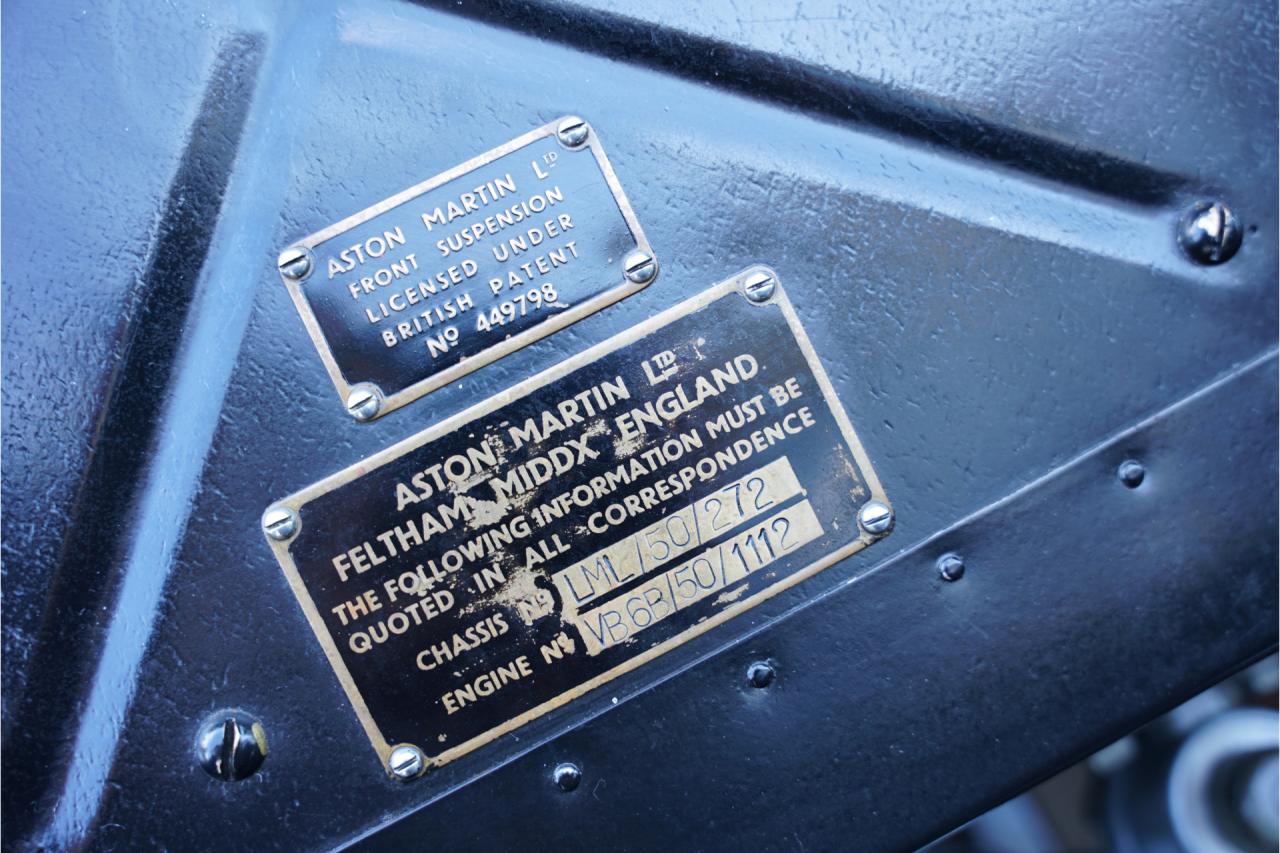 ASTON MARTIN LTD
FRONT SUSPENSION
LICENSED UNDER
BRITISH PATENT
No 449798
ASTON MARTIN LTD
FELTHAM, MIDDX ENGLAND
THE FOLLOWING INFORMATION MUST BE
QUOTED IN ALL CORRESPONDENCE
CHASSIS No LML/50/272
ENGINE No VB6B/50/1112